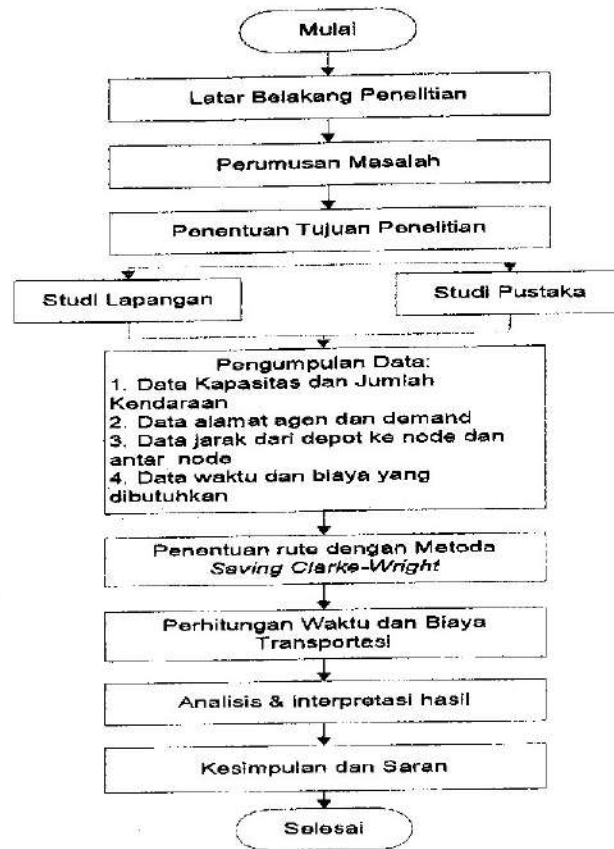 Mulai
Latar Belakang Penelitian
Perumusan Masalah
Penentuan Tujuan Penelitian
Studi Lapangan
Studi Pustaka
Pengumpulan Data:
1. Data Kapasitas dan Jumlah
Kendaraan
2. Data alamat agen dan demand
3. Data jarak dari depot ke node dan
antar node
4. Data waktu dan biaya yang
dibutuhkan
Penentuan rute dengan Metoda
Saving Clarke-Wright
Perhitungan Waktu dan Biaya
Transportasi
Analisis & interpretasi hasil
Kesimpulan dan Saran
Selesai